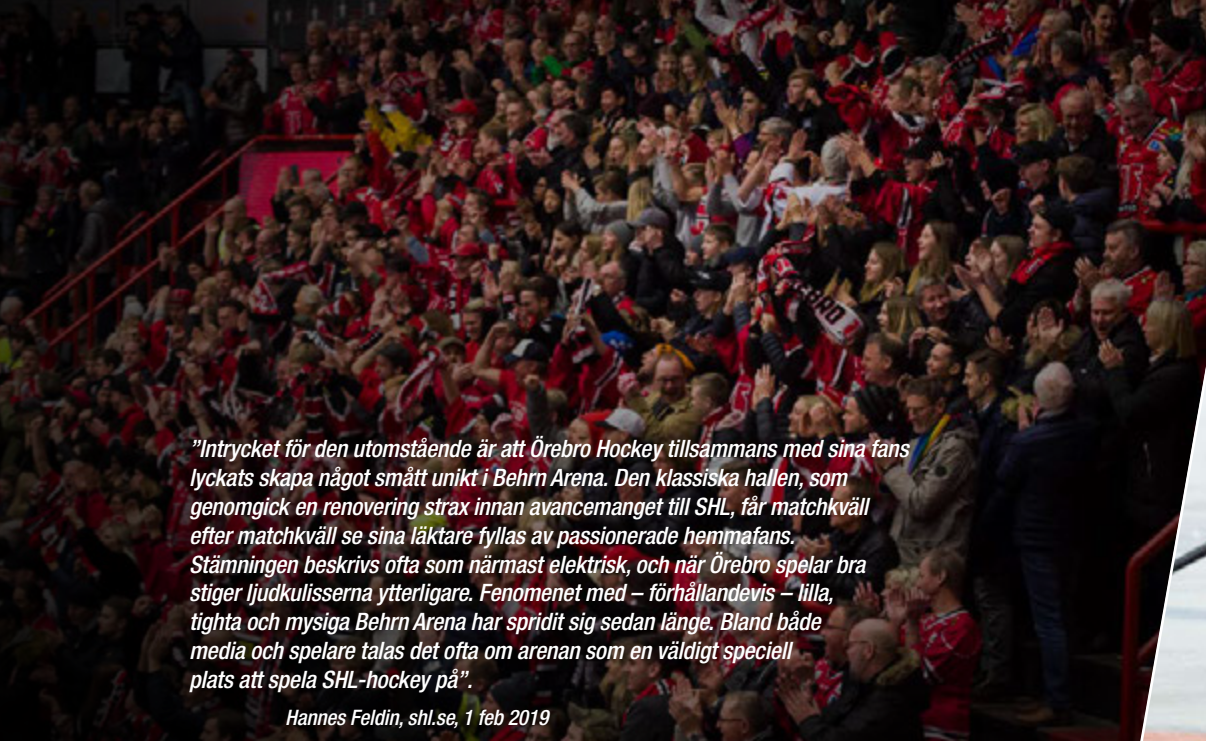 ”Intrycket för den utomstående är att Örebro Hockey tillsammans med sina fans
lyckats skapa något smått unikt i Behrn Arena. Den klassiska hallen, som
genomgick en renovering strax innan avancemanget till SHL, får matchkväll
efter matchkväll se sina läktare fyllas av passionerade hemmafans.
Stämningen beskrivs ofta som närmast elektrisk, och när Örebro spelar bra
stiger ljudkulisserna ytterligare. Fenomenet med – förhållandevis – lilla,
tighta och mysiga Behrn Arena har spridit sig sedan länge. Bland både
media och spelare talas det ofta om arenan som en väldigt speciell
plats att spela SHL-hockey på”.
Hannes Feldin, shl.se, 1 feb 2019